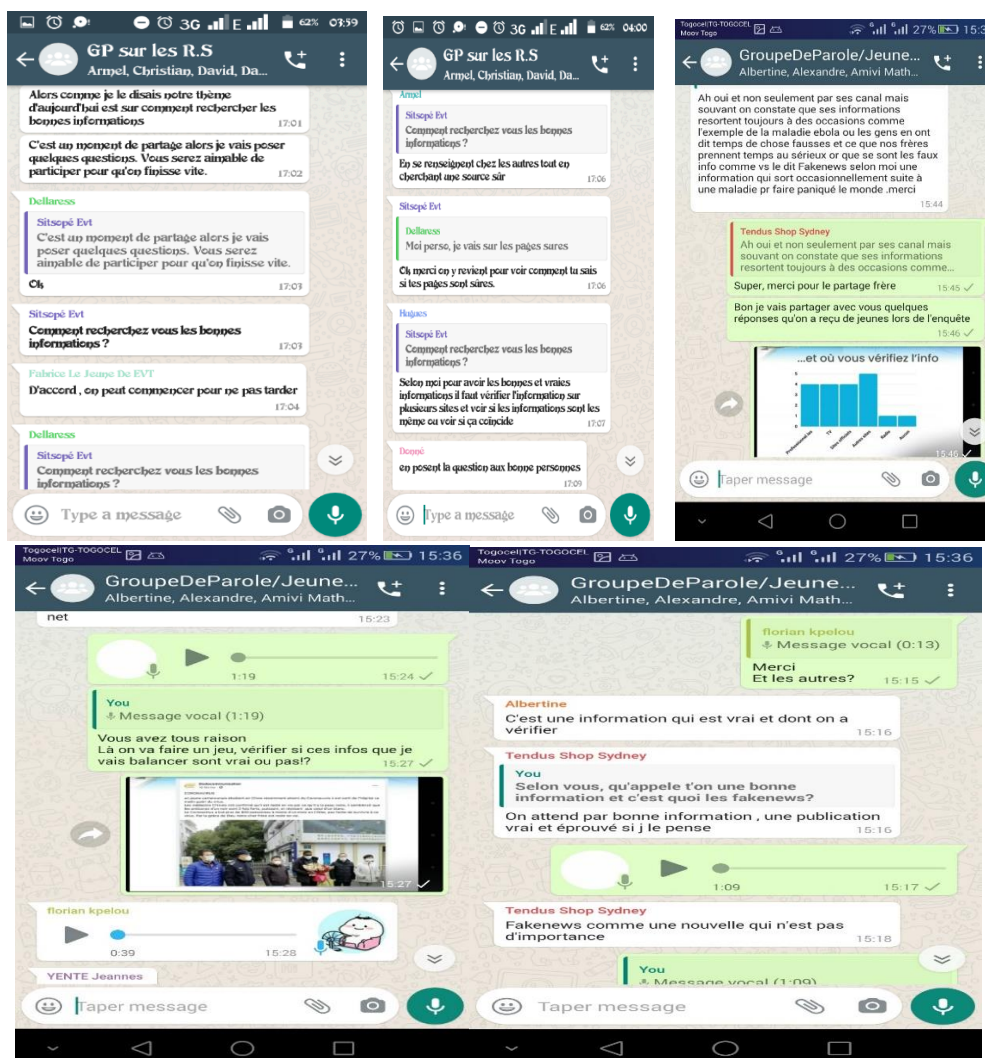 3G E 62% 03:59
GP sur les R.S
Armel, Christian, David, Da...
Alors comme je le disais notre thème
d'aujourd'hui est sur comment rechercher les
bonnes informations
17:01
C'est un moment de partage alors je vais poser
quelques questions. Vous serez aimable de
participer pour qu'on finisse vite.
17:02
Dellaress
Sitsopé Evt
C'est un moment de partage alors je vais
poser quelques questions. Vous serez
aimable de participer pour qu'on finisse vite.
Ok
17:03
Sitsopé Evt
Comment recherchez vous les bonnes
informations ?
17:03
Fabrice Le Jeune De EVT
D'accord , on peut commencer pour ne pas tarder
17:04
Dellaress
Sitsopé Evt
Comment recherchez vous les bonnes
informations ?
Type a message
3G E 62% 04:00
GP sur les R.S
Armel, Christian, David, Da...
Armel
Sitsopé Evt
Comment recherchez vous les bonnes
informations ?
En se renseignent chez les autres tout en
cherchant une source sûr
17:06
Sitsopé Evt
Dellaress
Moi perso, je vais sur les pages sures
Ok merci on y revient pour voir comment tu sais
si tes pages sont sûres.
17:06
Hugues
Sitsopé Evt
Comment recherchez vous les bonnes
informations ?
Selon moi pour avoir les bonnes et vraies
informations il faut vérifier l'information sur
plusieurs sites et voir si les informations sont les
même ou voir si ça coïncide
17:07
Donné
en posent la question aux bonne personnes
17:09
Type a message
Togocel|TG-TOGOCEL
Moov Togo
27% 15:3
GroupeDeParole/Jeune...
Albertine, Alexandre, Amivi Math...
Ah oui et non seulement par ses canal mais
souvant on constate que ses informations
resortent toujours à des occasions comme
l'exemple de la maladie ebola ou les gens en ont
dit temps de chose fausses et ce que nos frères
prennent temps au sérieux or que se sont les faux
info comme vs le dit Fakenews selon moi une
information qui sort occasionnellement suite à
une maladie pr faire paniqué le monde .merci
15:44
Tendus Shop Sydney
Ah oui et non seulement par ses canal mais
souvant on constate que ses informations
resortent toujours à des occasions comme...
Super, merci pour le partage frère
15:45
Bon je vais partager avec vous quelques
réponses qu'on a reçu de jeunes lors de l'enquête
15:46
...et où vous vérifiez l'info
5
4
3
2
1
0
TV
Autres sites
Radio
Aucun
15:46
Taper message
Togocel|TG-TOGOCEL
Moov Togo
27% 15:36
GroupeDeParole/Jeune...
Albertine, Alexandre, Amivi Math...
net
15:23
1:19
15:24
You
Message vocal (1:19)
Vous avez tous raison
Là on va faire un jeu, vérifier si ces infos que je
vais balancer sont vrai ou pas!?
15:27
15:27
florian kpelou
0:39
15:28
YENTE Jeannes
Taper message
Togocel|TG-TOGOCEL
Moov Togo
27% 15:36
GroupeDeParole/Jeune...
Albertine, Alexandre, Amivi Math...
florian kpelou
Message vocal (0:13)
Merci
Et les autres?
15:15
Albertine
C'est une information qui est vrai et dont on a
vérifier
15:16
Tendus Shop Sydney
You
Selon vous, qu'appele t'on une bonne
information et c'est quoi les fakenews?
On attend par bonne information , une publication
vrai et éprouvé si j le pense
15:16
1:09
15:17
Tendus Shop Sydney
Fakenews comme une nouvelle qui n'est pas
d'importance
15:18
You
Message vocal (1:09)
Taper message